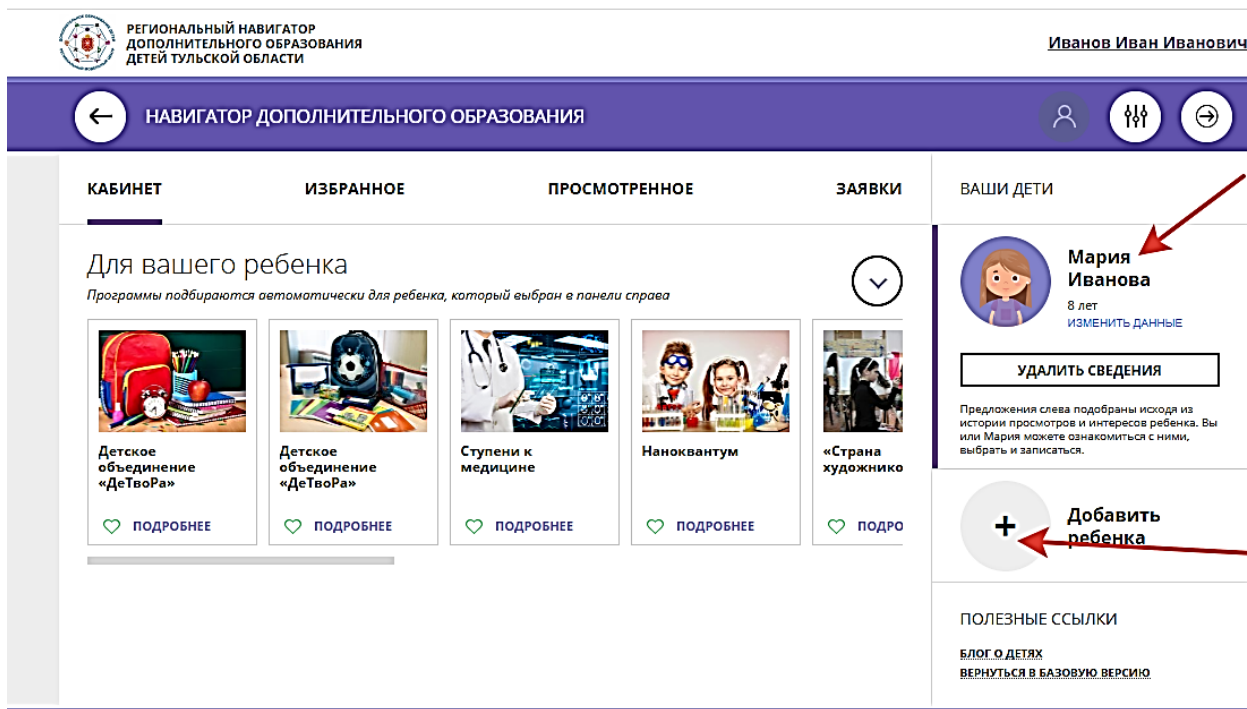 РЕГИОНАЛЬНЫЙ НАВИГАТОР
ДОПОЛНИТЕЛЬНОГО ОБРАЗОВАНИЯ
ДЕТЕЙ ТУЛЬСКОЙ ОБЛАСТИ
Иванов Иван Иванович
НАВИГАТОР ДОПОЛНИТЕЛЬНОГО ОБРАЗОВАНИЯ
КАБИНЕТ
ИЗБРАННОЕ
ПРОСМОТРЕННОЕ
ЗАЯВКИ
Для вашего ребенка
Программы подбираются автоматически для ребенка, который выбран в панели справа
Детское
объединение
«ДеТвоРа»
ПОДРОБНЕЕ
Детское
объединение
«ДеТвоРа»
ПОДРОБНЕЕ
Ступени к
медицине
ПОДРОБНЕЕ
Наноквантум
ПОДРОБНЕЕ
«Страна
художнико
ПОДРО
ВАШИ ДЕТИ
Мария
Иванова
8 лет
ИЗМЕНИТЬ ДАННЫЕ
УДАЛИТЬ СВЕДЕНИЯ
Предложения слева подобраны исходя из
истории просмотров и интересов ребенка. Вы
или Мария можете ознакомиться с ними,
выбрать и записаться.
Добавить
ребенка
ПОЛЕЗНЫЕ ССЫЛКИ
БЛОГ О ДЕТЯХ
ВЕРНУТЬСЯ В БАЗОВУЮ ВЕРСИЮ